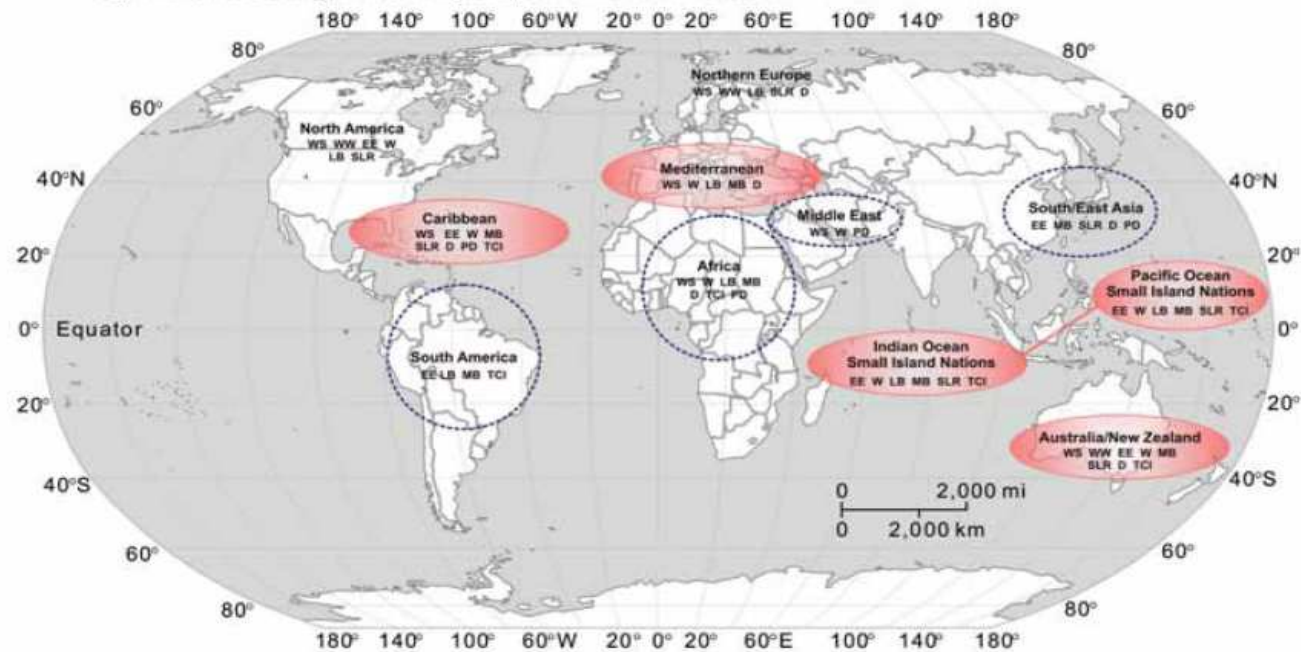 180° 140° 100° 60°W 20° 0° 20° 60°E 100° 140° 180°
80° 80°
Northern Europe
WS WW LB SLR D
60° 60°
North America
WS WW EE W
LB SLR
Mediterranean
WS W LB MB D
40°N 40°N
Middle East
WS W PD
South/East Asia
EE MB SLR D PD
Caribbean
WS EE W MB
SLR D PD TCI
20° 20°
Africa
WS W LB MB
D TCI PD
Pacific Ocean
Small Island Nations
EE W LB MB SLR TCI
0° Equator 0°
South America
EE LB MB TCI
Indian Ocean
Small Island Nations
EE W LB MB SLR TCI
20° 20°
Australia/New Zealand
WS WW EE W MB
SLR D TCI
40°S 40°S
0 2,000 mi
0 2,000 km
60° 60°
80° 80°
180° 140° 100° 60°W 20° 0° 20° 60°E 100° 140° 180°